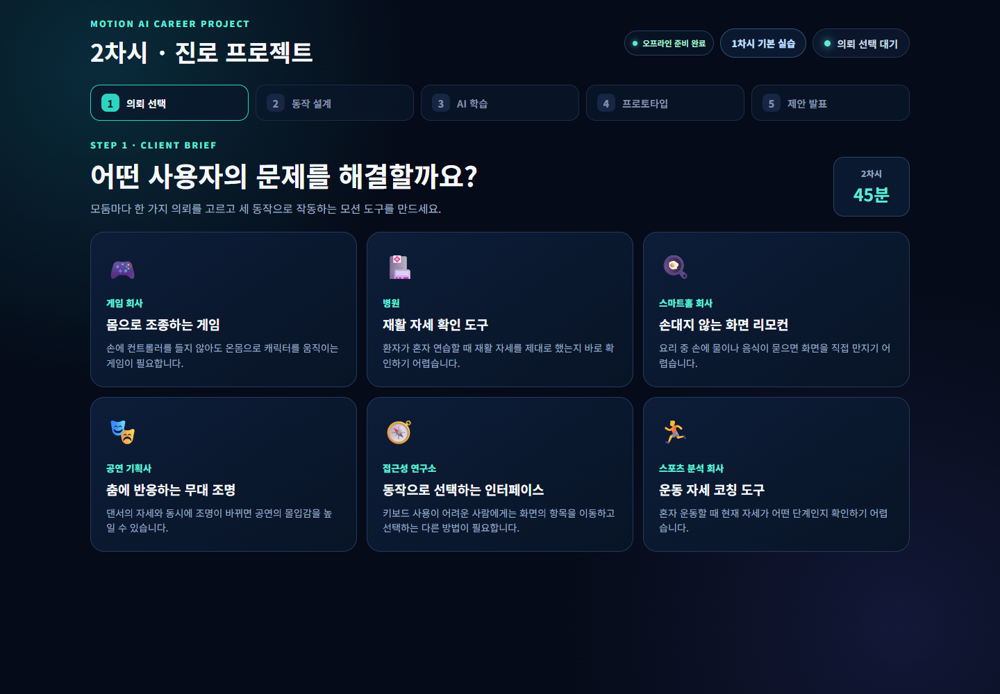 MOTION AI CAREER PROJECT
2차시 · 진로 프로젝트
오프라인 준비 완료
1차시 기본 실습
의뢰 선택 대기
1 의뢰 선택
2 동작 설계
3 AI 학습
4 프로토타입
5 제안 발표
STEP 1 · CLIENT BRIEF
어떤 사용자의 문제를 해결할까요?
모둠마다 한 가지 의뢰를 고르고 세 동작으로 작동하는 모션 도구를 만드세요.
2차시
45분
게임 회사
몸으로 조종하는 게임
손에 컨트롤러를 들지 않아도 온몸으로 캐릭터를 움직이는
게임이 필요합니다.
병원
재활 자세 확인 도구
환자가 혼자 연습할 때 재활 자세를 제대로 했는지 바로 확
인하기 어렵습니다.
스마트홈 회사
손대지 않는 화면 리모컨
요리 중 손에 물이나 음식이 묻으면 화면을 직접 만지기 어
렵습니다.
공연 기획사
춤에 반응하는 무대 조명
댄서의 자세와 동시에 조명이 바뀌면 공연의 몰입감을 높
일 수 있습니다.
접근성 연구소
동작으로 선택하는 인터페이스
키보드 사용이 어려운 사람에게는 화면의 항목을 이동하고
선택하는 다른 방법이 필요합니다.
스포츠 분석 회사
운동 자세 코칭 도구
혼자 운동할 때 현재 자세가 어떤 단계인지 확인하기 어렵
습니다.